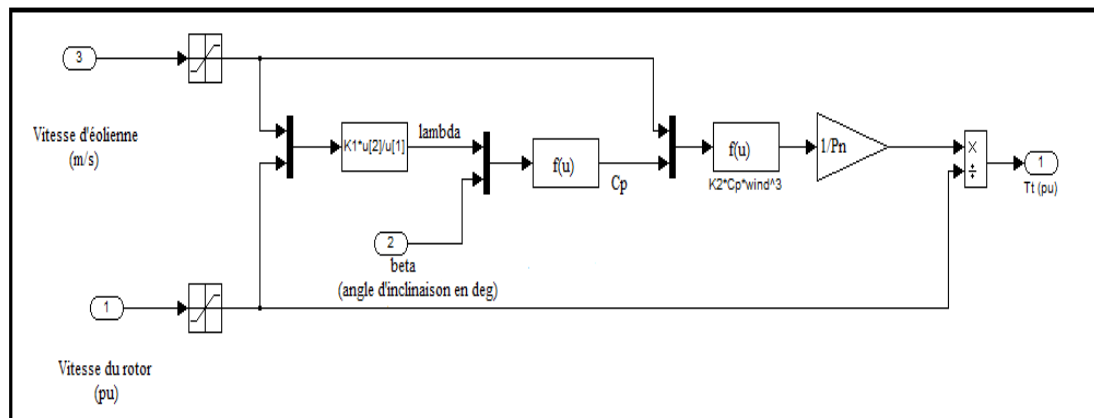 3
Vitesse d'éolienne
(m/s)
K1*u[2]/u[1]
lambda
f(u)
Cp
f(u)
K2*Cp*wind^3
1/Pn
×
÷
1
Tt (pu)
2
beta
(angle d'inclinaison en deg)
1
Vitesse du rotor
(pu)